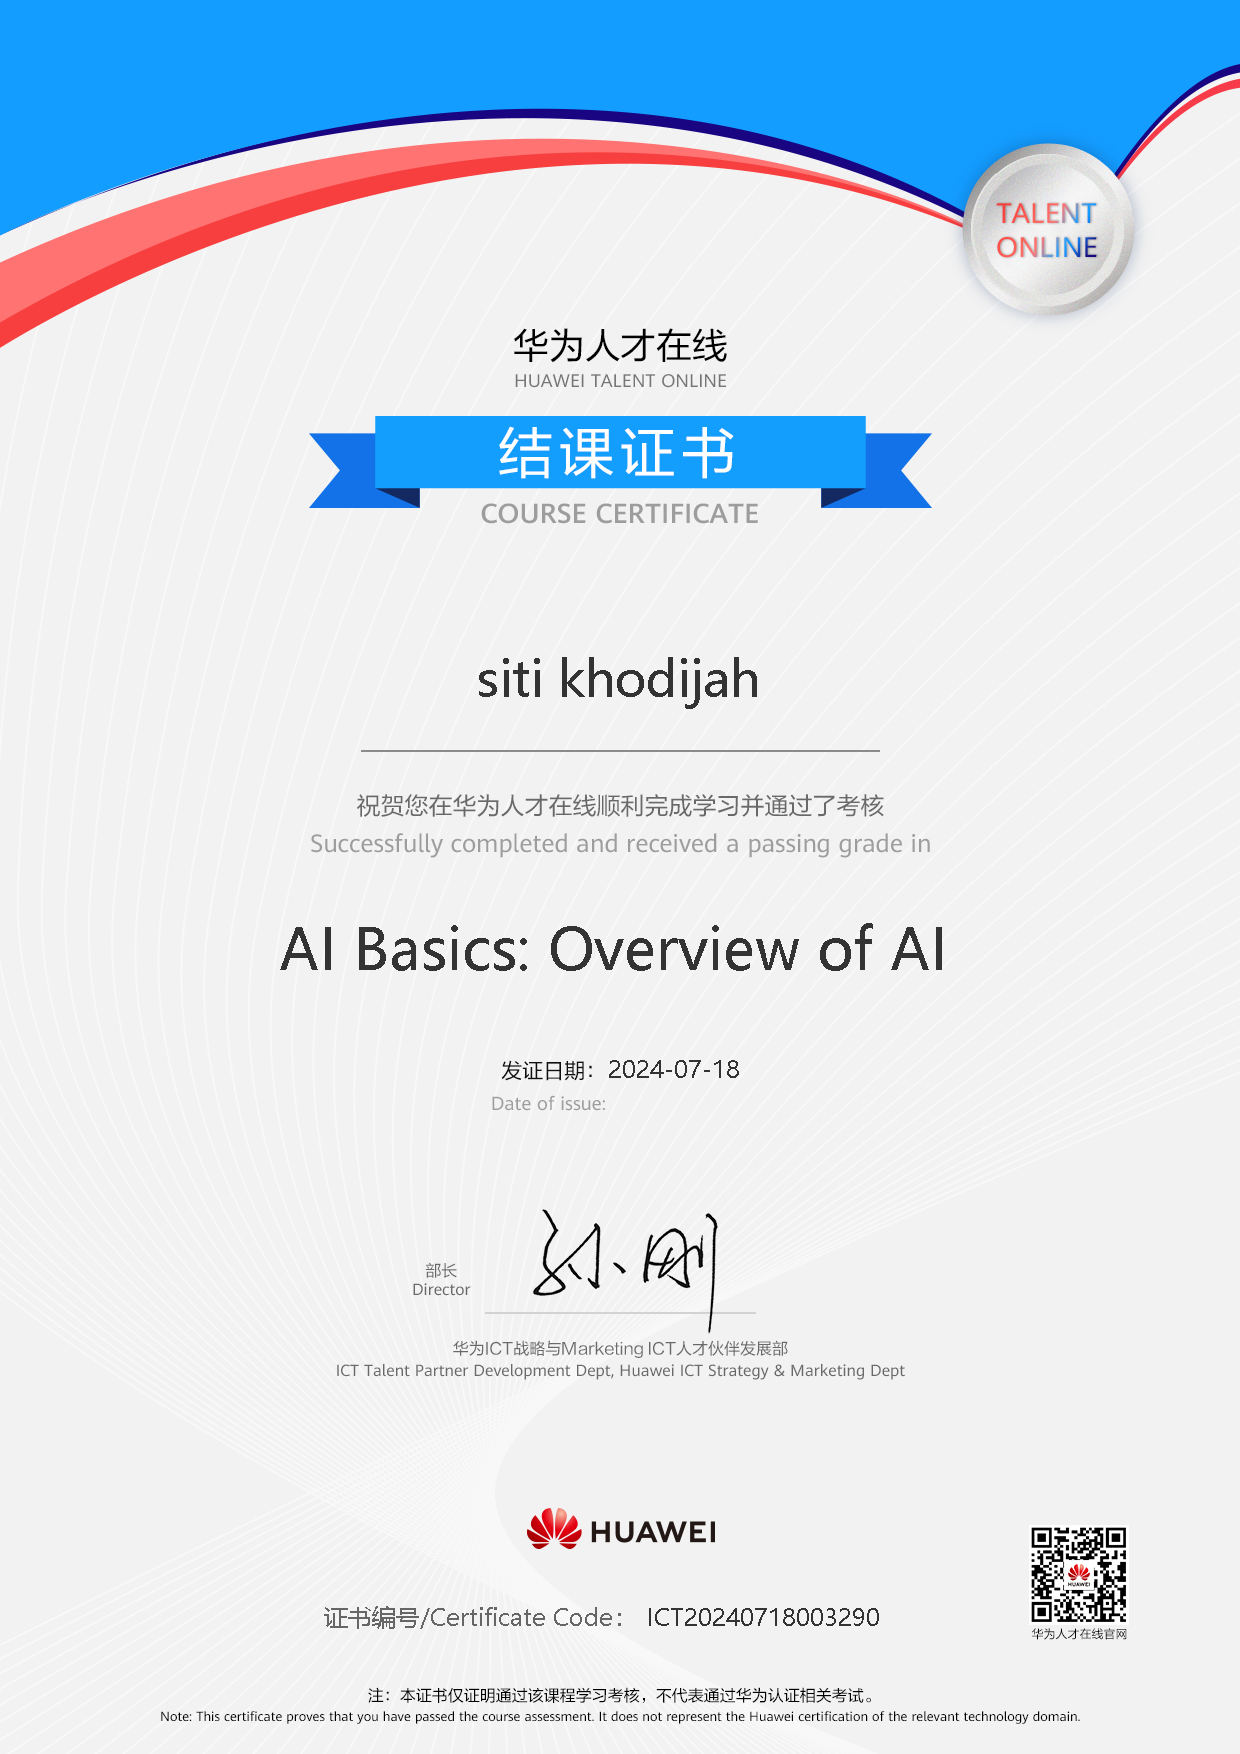 TALENT
ONLINE
华为人才在线
HUAWEI TALENT ONLINE
结课证书
COURSE CERTIFICATE
siti khodijah
祝贺您在华为人才在线顺利完成学习并通过了考核
Successfully completed and received a passing grade in
AI Basics: Overview of AI
发证日期：2024-07-18
Date of issue:
孙刚
部长
Director
华为ICT战略与Marketing ICT人才伙伴发展部
ICT Talent Partner Development Dept, Huawei ICT Strategy & Marketing Dept
HUAWEI
HUAWEI
证书编号/Certificate Code： ICT20240718003290
华为人才在线官网
注：本证书仅证明通过该课程学习考核，不代表通过华为认证相关考试。
Note: This certificate proves that you have passed the course assessment. It does not represent the Huawei certification of the relevant technology domain.